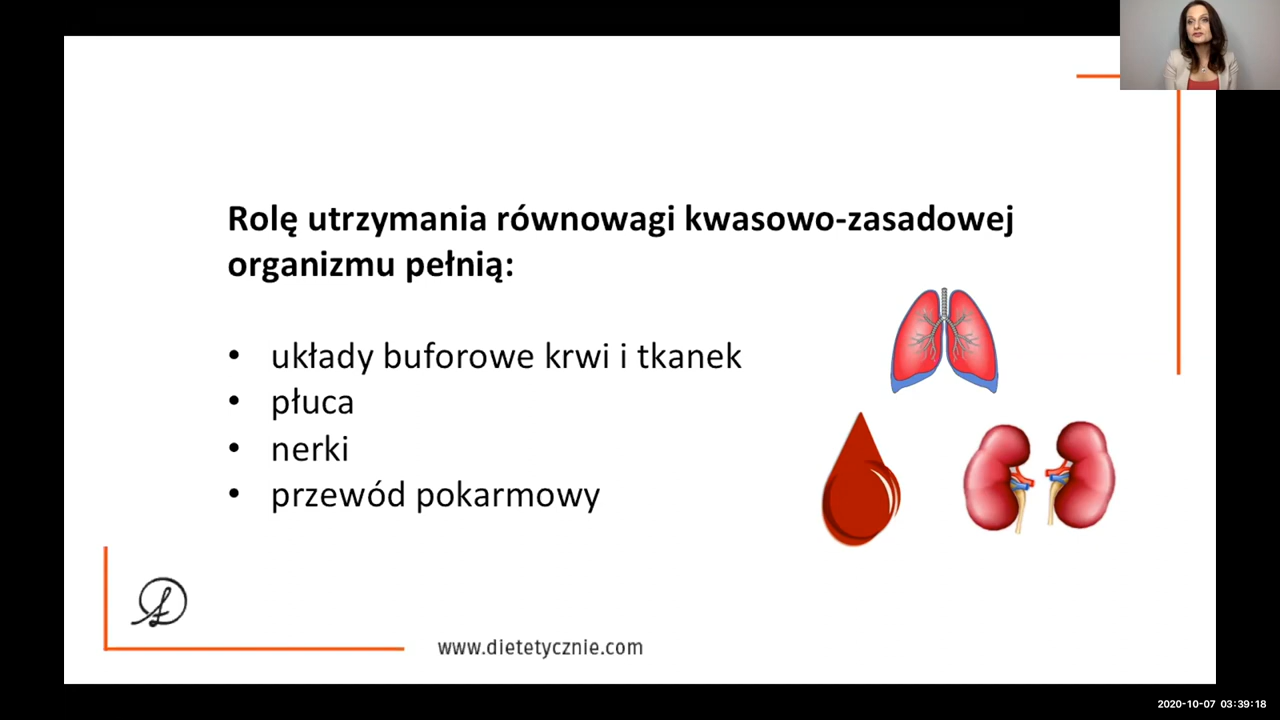 Rolę utrzymania równowagi kwasowo-zasadowej
organizmu pełnią:
• układy buforowe krwi i tkanek
• płuca
• nerki
• przewód pokarmowy
www.dietetycznie.com
2020-10-07 03:39:18